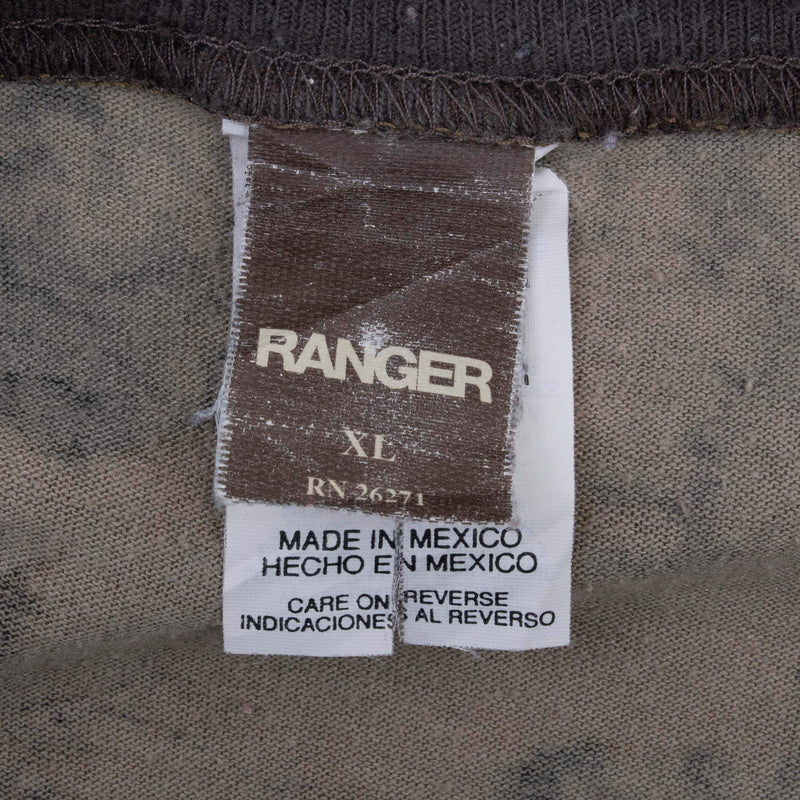 RANGER
XL
RN 26271
MADE IN MEXICO
HECHO EN MEXICO
CARE ON REVERSE
INDICACIONES AL REVERSO